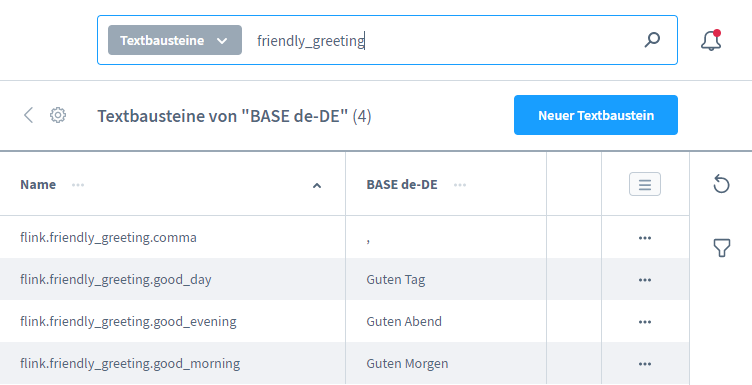 Textbausteine friendly_greeting
Textbausteine von "BASE de-DE" (4) Neuer Textbaustein
Name ... BASE de-DE ...
flink.friendly_greeting.comma , ...
flink.friendly_greeting.good_day Guten Tag ...
flink.friendly_greeting.good_evening Guten Abend ...
flink.friendly_greeting.good_morning Guten Morgen ...